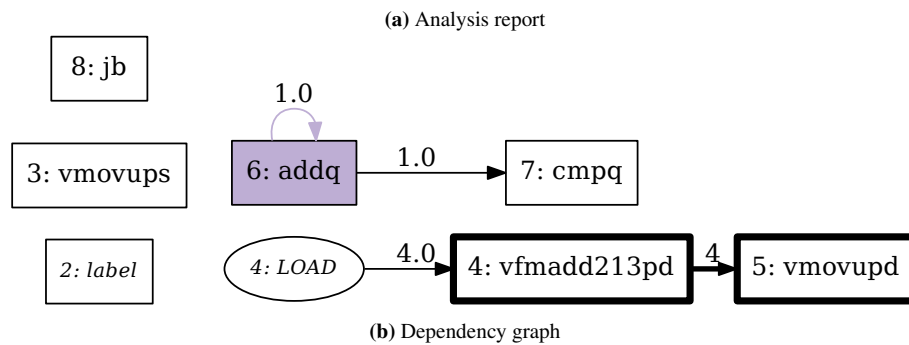 (a) Analysis report
8: jb
1.0
3: vmovups
6: addq
1.0
7: cmpq
2: label
4: LOAD
4.0
4: vfmadd213pd
4
5: vmovupd
(b) Dependency graph